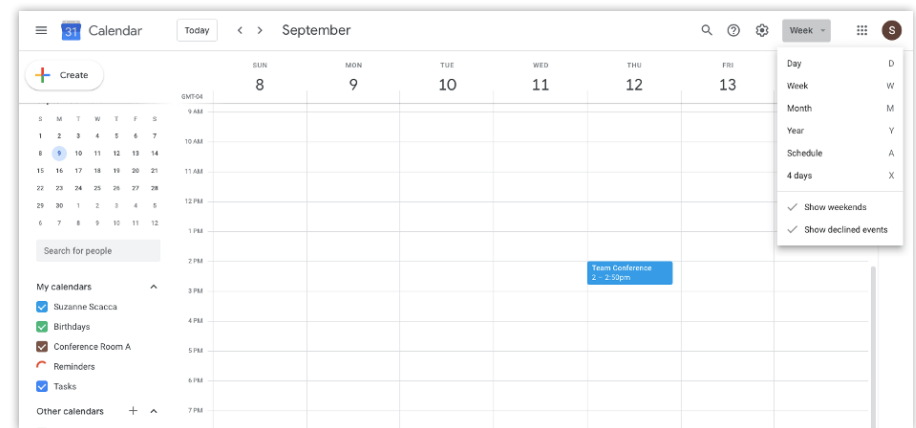 31 Calendar Today September Week S
Create
SUN MON TUE WED THU FRI
8 9 10 11 12 13
GMT-04
S M T W T F S
1 2 3 4 5 6 7
8 9 10 11 12 13 14
15 16 17 18 19 20 21
22 23 24 25 26 27 28
29 30 1 2 3 4 5
6 7 8 9 10 11 12
Search for people
My calendars
Suzanne Scacca
Birthdays
Conference Room A
Reminders
Tasks
Other calendars
9 AM
10 AM
11 AM
12 PM
1 PM
2 PM
3 PM
4 PM
5 PM
6 PM
7 PM
Team Conference
2 – 2:50pm
Day D
Week W
Month M
Year Y
Schedule A
4 days X
Show weekends
Show declined events